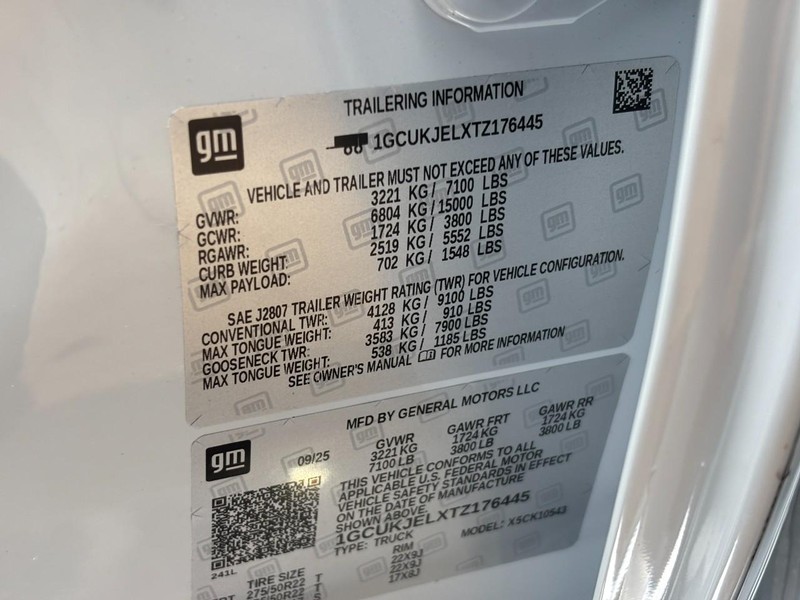 gm
TRAILERING INFORMATION
1GCUKJELXTZ176445
VEHICLE AND TRAILER MUST NOT EXCEED ANY OF THESE VALUES.
GVWR: 3221 KG / 7100 LBS
GCWR: 6804 KG / 15000 LBS
RGAWR: 1724 KG / 3800 LBS
CURB WEIGHT: 2519 KG / 5552 LBS
MAX PAYLOAD: 702 KG / 1548 LBS
SAE J2807 TRAILER WEIGHT RATING (TWR) FOR VEHICLE CONFIGURATION.
CONVENTIONAL TWR: 4128 KG / 9100 LBS
MAX TONGUE WEIGHT: 413 KG / 910 LBS
GOOSENECK TWR: 3583 KG / 7900 LBS
MAX TONGUE WEIGHT: 538 KG / 1185 LBS
SEE OWNER'S MANUAL FOR MORE INFORMATION
gm
MFD BY GENERAL MOTORS LLC
09/25 GVWR GAWR FRT GAWR RR
3221 KG 1724 KG 1724 KG
7100 LB 3800 LB 3800 LB
THIS VEHICLE CONFORMS TO ALL
APPLICABLE U.S. FEDERAL MOTOR
VEHICLE SAFETY STANDARDS IN EFFECT
ON THE DATE OF MANUFACTURE
SHOWN ABOVE.
1GCUKJELXTZ176445
TYPE: TRUCK MODEL: X5CK10543
241L
TIRE SIZE RIM
275/50R22 T 22X9J
22X9J
17X8J